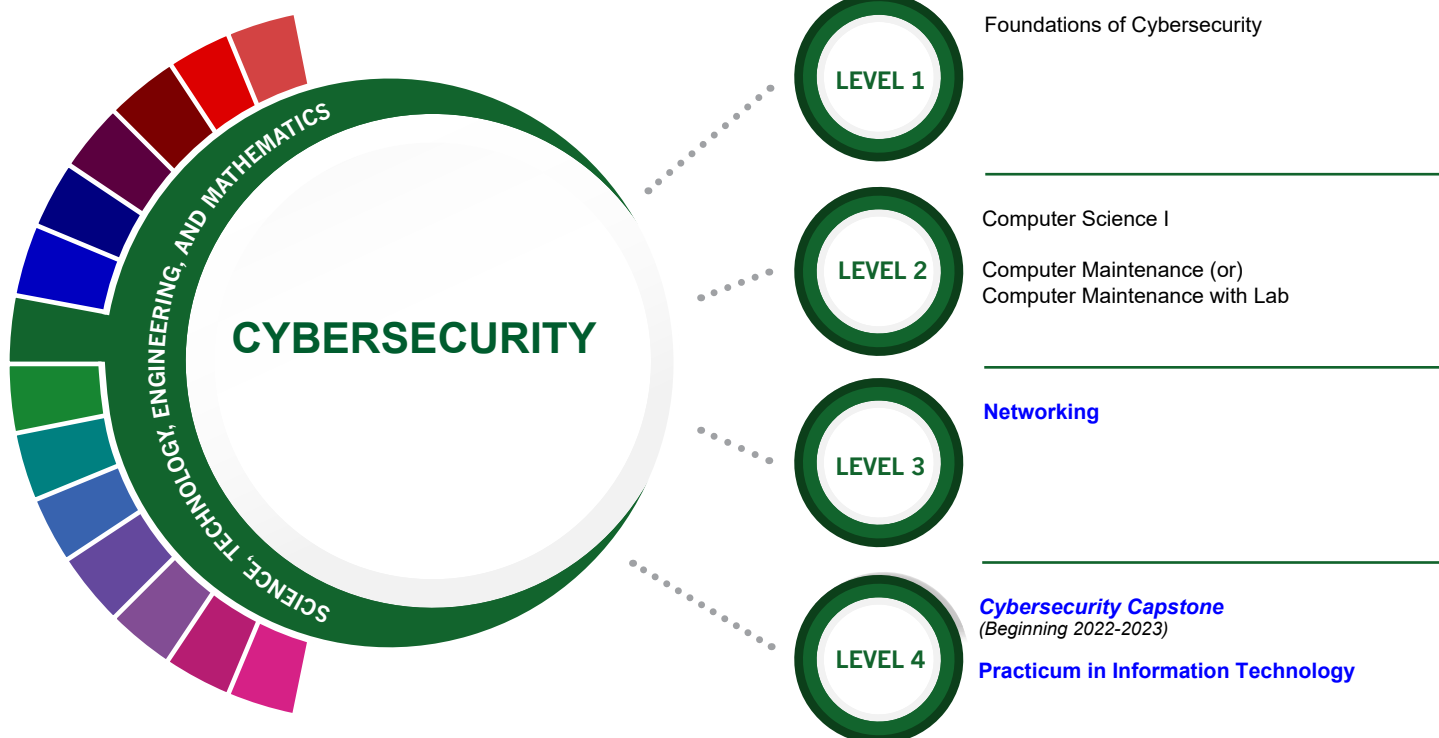 SCIENCE, TECHNOLOGY, ENGINEERING, AND MATHEMATICS
CYBERSECURITY
LEVEL 1
Foundations of Cybersecurity
LEVEL 2
Computer Science I
Computer Maintenance (or)
Computer Maintenance with Lab
LEVEL 3
Networking
LEVEL 4
Cybersecurity Capstone
(Beginning 2022-2023)
Practicum in Information Technology